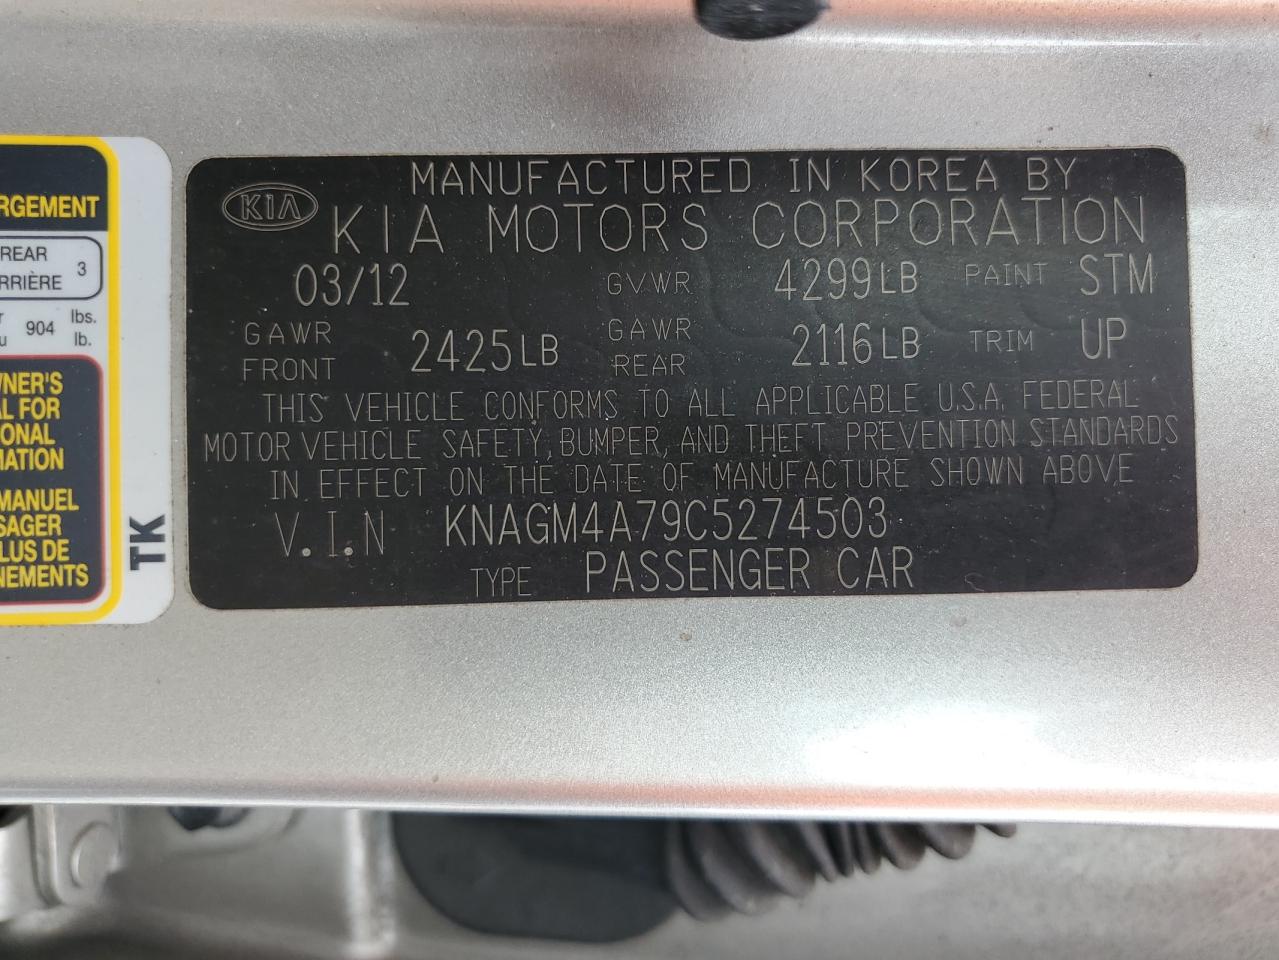 RGEMENT
REAR
RRIÈRE 3
904 lbs.
lb.
WNER'S
AL FOR
IONAL
MATION
MANUEL
SAGER
LUS DE
NEMENTS
TK
KIA
MANUFACTURED IN KOREA BY
KIA MOTORS CORPORATION
03/12 GVWR 4299LB PAINT STM
GAWR FRONT 2425LB GAWR REAR 2116LB TRIM UP
THIS VEHICLE CONFORMS TO ALL APPLICABLE U.S.A. FEDERAL
MOTOR VEHICLE SAFETY, BUMPER, AND THEFT PREVENTION STANDARDS
IN EFFECT ON THE DATE OF MANUFACTURE SHOWN ABOVE
V.I.N KNAGM4A79C5274503
TYPE PASSENGER CAR